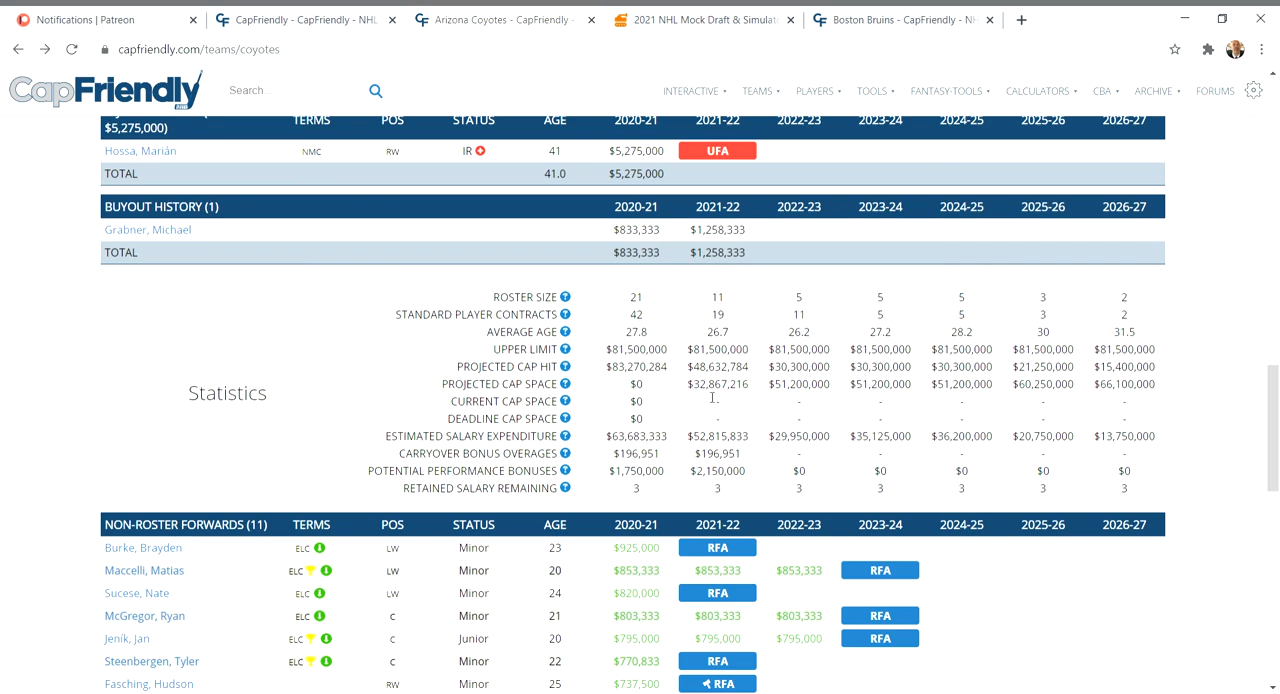 Notifications | Patreon
CapFriendly - CapFriendly - NHL
Arizona Coyotes - CapFriendly -
2021 NHL Mock Draft & Simulat
Boston Bruins - CapFriendly - NH
capfriendly.com/teams/coyotes
CapFriendly
Search...
INTERACTIVE TEAMS PLAYERS TOOLS FANTASY-TOOLS CALCULATORS CBA ARCHIVE FORUMS
$5,275,000) TERMS POS STATUS AGE 2020-21 2021-22 2022-23 2023-24 2024-25 2025-26 2026-27
Hossa, Marián NMC RW IR 41 $5,275,000 UFA
TOTAL 41.0 $5,275,000
BUYOUT HISTORY (1) 2020-21 2021-22 2022-23 2023-24 2024-25 2025-26 2026-27
Grabner, Michael $833,333 $1,258,333
TOTAL $833,333 $1,258,333
Statistics
ROSTER SIZE 21 11 5 5 5 3 2
STANDARD PLAYER CONTRACTS 42 19 11 5 5 3 2
AVERAGE AGE 27.8 26.7 26.2 27.2 28.2 30 31.5
UPPER LIMIT $81,500,000 $81,500,000 $81,500,000 $81,500,000 $81,500,000 $81,500,000 $81,500,000
PROJECTED CAP HIT $83,270,284 $48,632,784 $30,300,000 $30,300,000 $30,300,000 $21,250,000 $15,400,000
PROJECTED CAP SPACE $0 $32,867,216 $51,200,000 $51,200,000 $51,200,000 $60,250,000 $66,100,000
CURRENT CAP SPACE $0 - - - - - -
DEADLINE CAP SPACE $0 - - - - - -
ESTIMATED SALARY EXPENDITURE $63,683,333 $52,815,833 $29,950,000 $35,125,000 $36,200,000 $20,750,000 $13,750,000
CARRYOVER BONUS OVERAGES $196,951 $196,951 - - - - -
POTENTIAL PERFORMANCE BONUSES $1,750,000 $2,150,000 $0 $0 $0 $0 $0
RETAINED SALARY REMAINING 3 3 3 3 3 3 3
NON-ROSTER FORWARDS (11) TERMS POS STATUS AGE 2020-21 2021-22 2022-23 2023-24 2024-25 2025-26 2026-27
Burke, Brayden ELC LW Minor 23 $925,000 RFA
Maccelli, Matias ELC LW Minor 20 $853,333 $853,333 $853,333 RFA
Sucese, Nate ELC LW Minor 24 $820,000 RFA
McGregor, Ryan ELC C Minor 21 $803,333 $803,333 $803,333 RFA
Jeník, Jan ELC C Junior 20 $795,000 $795,000 $795,000 RFA
Steenbergen, Tyler ELC C Minor 22 $770,833 RFA
Fasching, Hudson RW Minor 25 $737,500 RFA